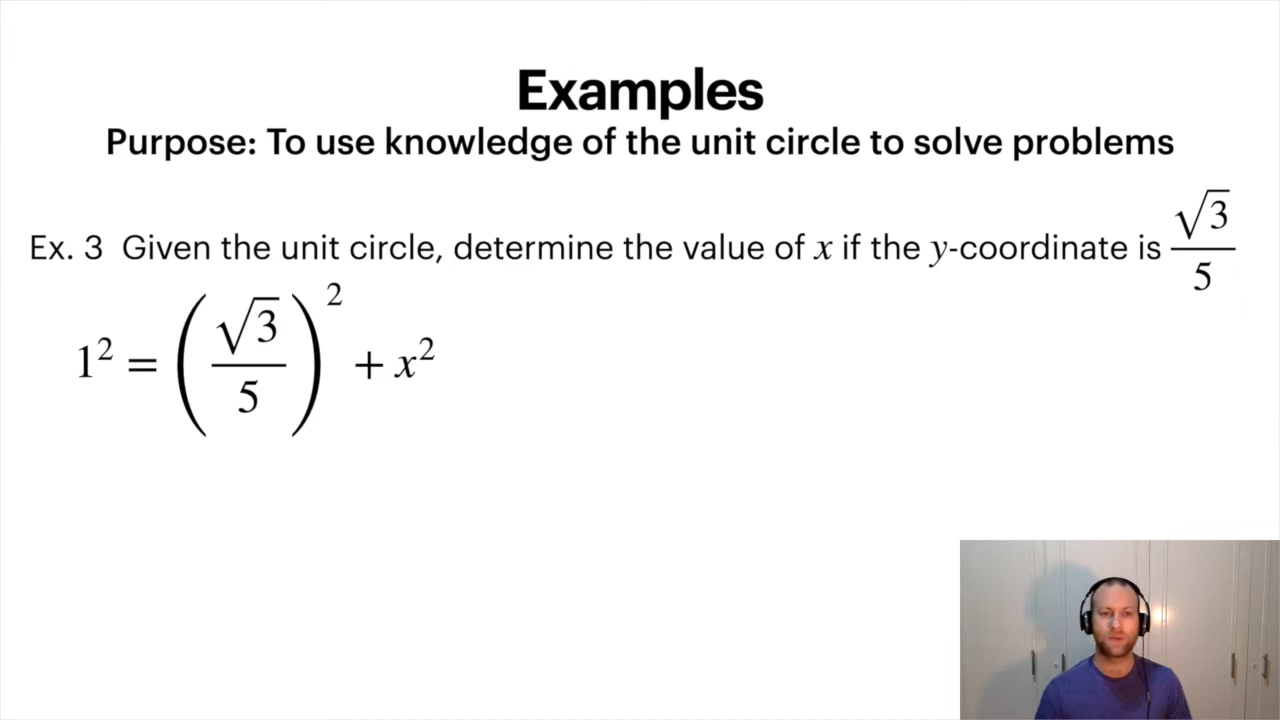 Examples
Purpose: To use knowledge of the unit circle to solve problems
Ex. 3 Given the unit circle, determine the value of x if the y-coordinate is √3/5
1² = (√3/5)² + x²